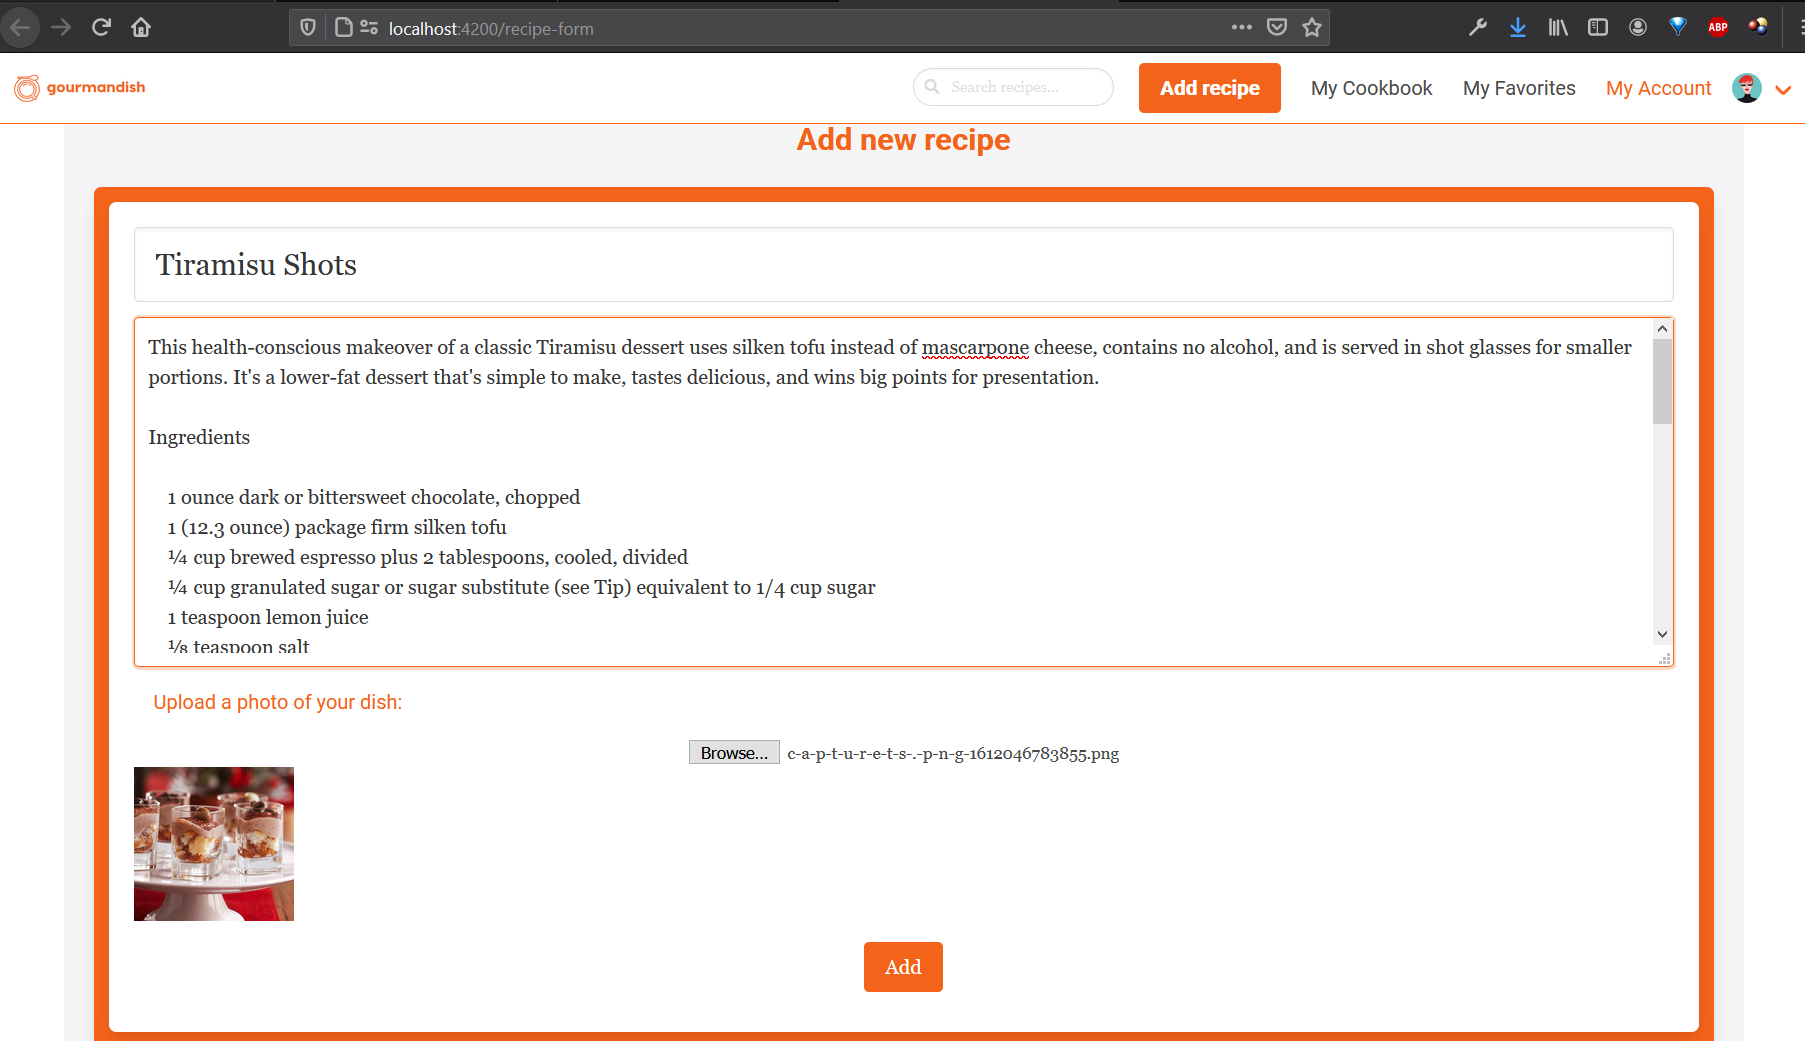 localhost:4200/recipe-form
ABP
gourmandish
Search recipes...
Add recipe
My Cookbook
My Favorites
My Account
Add new recipe
Tiramisu Shots
This health-conscious makeover of a classic Tiramisu dessert uses silken tofu instead of mascarpone cheese, contains no alcohol, and is served in shot glasses for smaller
portions. It's a lower-fat dessert that's simple to make, tastes delicious, and wins big points for presentation.
Ingredients
1 ounce dark or bittersweet chocolate, chopped
1 (12.3 ounce) package firm silken tofu
¼ cup brewed espresso plus 2 tablespoons, cooled, divided
¼ cup granulated sugar or sugar substitute (see Tip) equivalent to 1/4 cup sugar
1 teaspoon lemon juice
⅛ teaspoon salt
Upload a photo of your dish:
Browse... c-a-p-t-u-r-e-t-s-.-p-n-g-1612046783855.png
Add